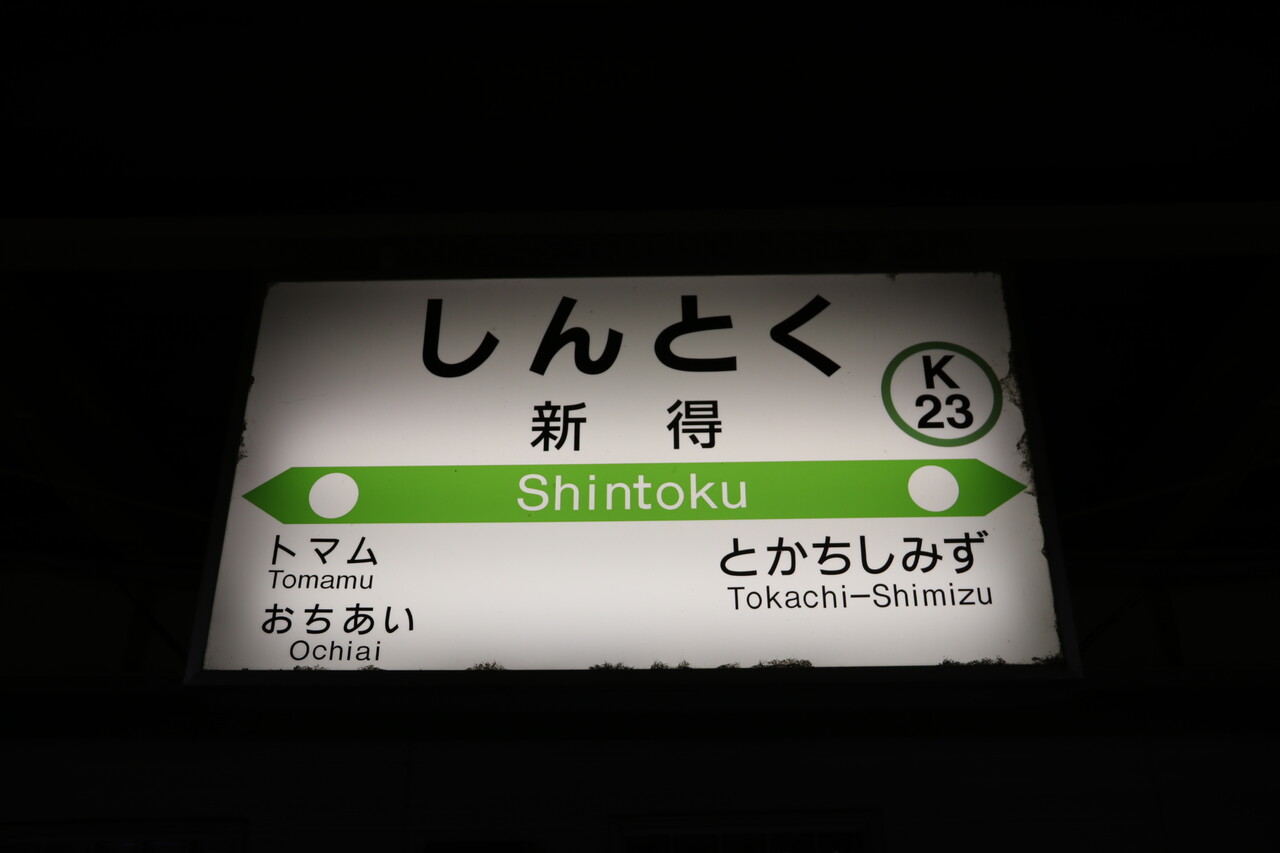 しんとく
K
23
新 得
Shintoku
トマム
Tomamu
おちあい
Ochiai
とかちしみず
Tokachi-Shimizu